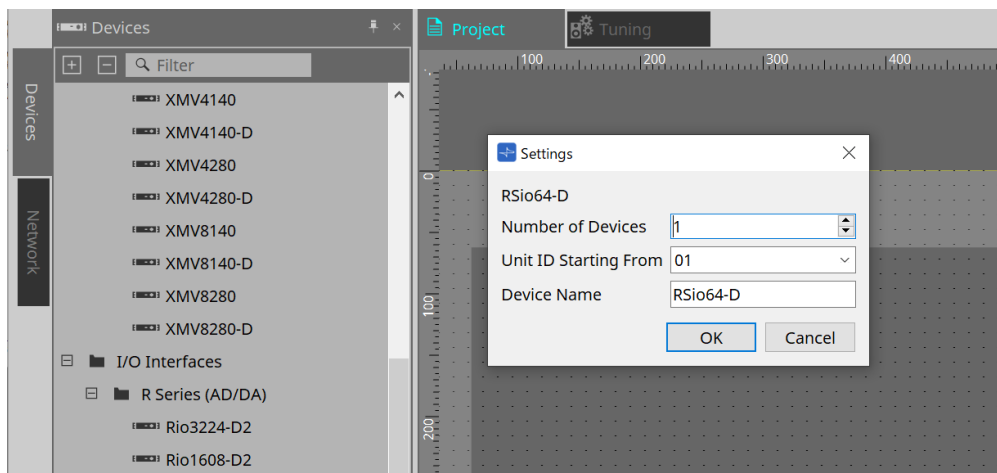 Devices
Filter
Devices
Network
XMV4140
XMV4140-D
XMV4280
XMV4280-D
XMV8140
XMV8140-D
XMV8280
XMV8280-D
I/O Interfaces
R Series (AD/DA)
Rio3224-D2
Rio1608-D2
Project
Tuning
100 200 300 400
0
100
200
Settings
RSio64-D
Number of Devices 1
Unit ID Starting From 01
Device Name RSio64-D
OK Cancel